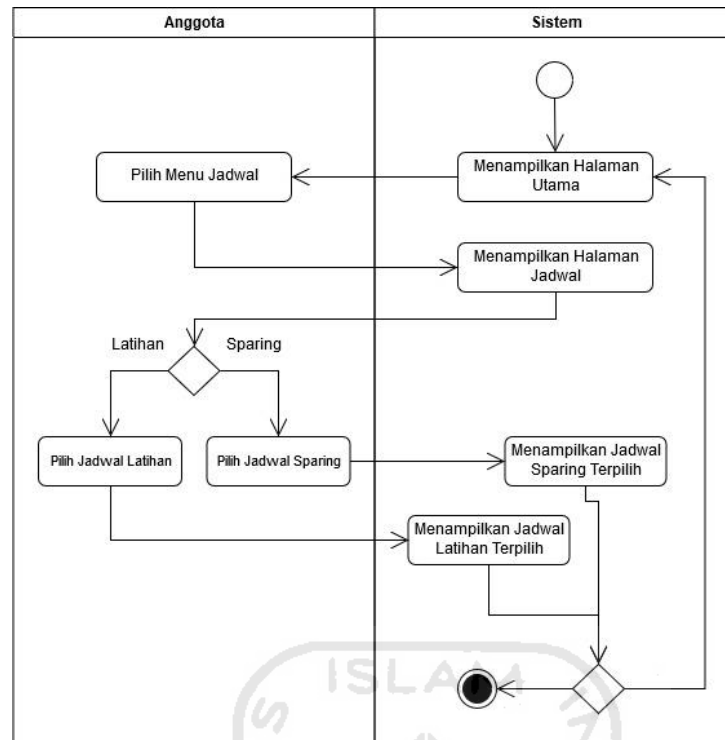 Anggota
Sistem
Menampilkan Halaman
Utama
Pilih Menu Jadwal
Menampilkan Halaman
Jadwal
Latihan
Sparing
Pilih Jadwal Latihan
Pilih Jadwal Sparing
Menampilkan Jadwal
Sparing Terpilih
Menampilkan Jadwal
Latihan Terpilih
ISLAM